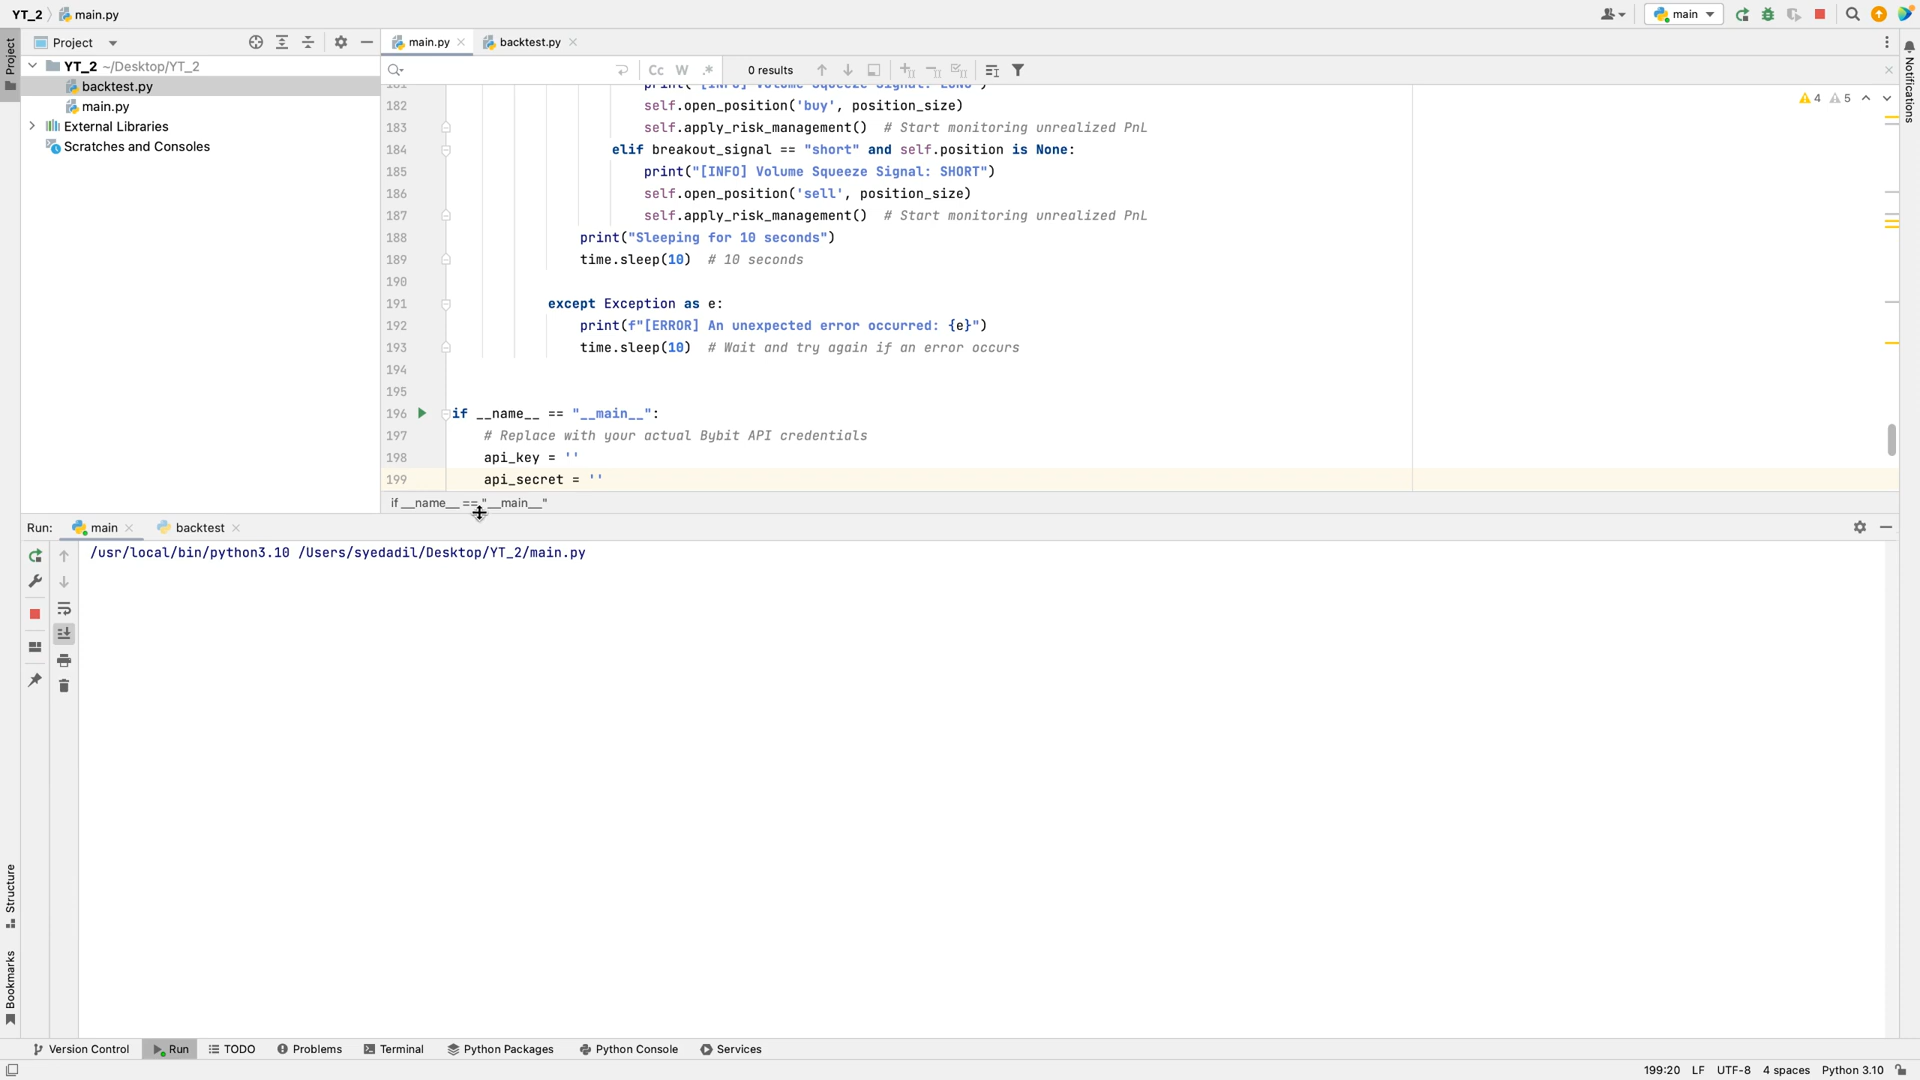 YT_2 main.py
main
Project
main.py backtest.py
YT_2 ~/Desktop/YT_2
backtest.py
main.py
External Libraries
Scratches and Consoles
Cc W .* 0 results
4 5
182 self.open_position('buy', position_size)
183 self.apply_risk_management() # Start monitoring unrealized PnL
184 elif breakout_signal == "short" and self.position is None:
185 print("[INFO] Volume Squeeze Signal: SHORT")
186 self.open_position('sell', position_size)
187 self.apply_risk_management() # Start monitoring unrealized PnL
188 print("Sleeping for 10 seconds")
189 time.sleep(10) # 10 seconds
190
191 except Exception as e:
192 print(f"[ERROR] An unexpected error occurred: {e}")
193 time.sleep(10) # Wait and try again if an error occurs
194
195
196 if __name__ == "__main__":
197 # Replace with your actual Bybit API credentials
198 api_key = ''
199 api_secret = ''
if __name__ == "__main__"
Run: main backtest
/usr/local/bin/python3.10 /Users/syedadil/Desktop/YT_2/main.py
Project
Structure
Bookmarks
Notifications
Version Control Run TODO Problems Terminal Python Packages Python Console Services
199:20 LF UTF-8 4 spaces Python 3.10